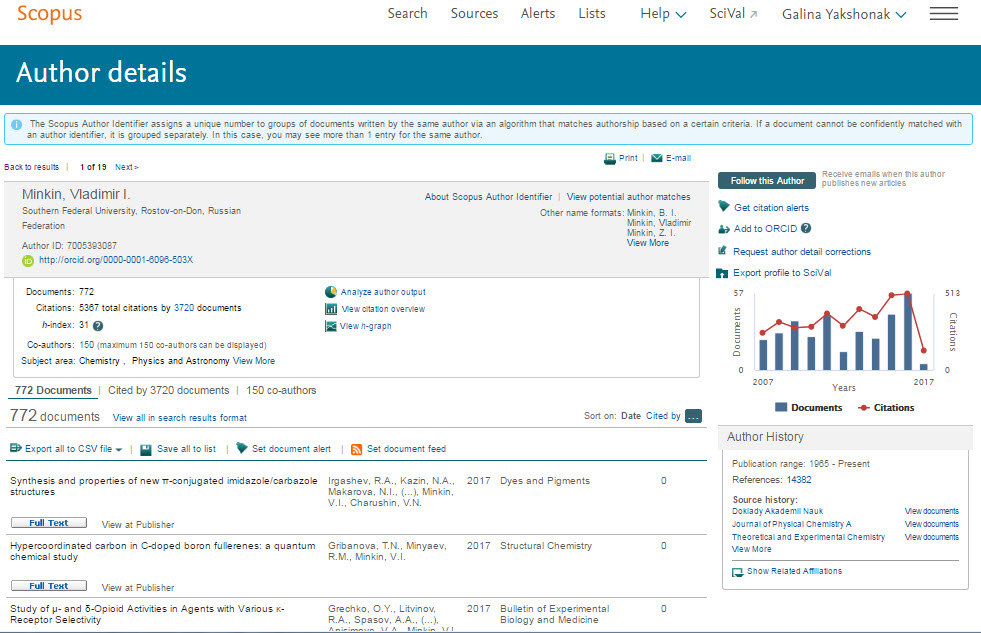 Scopus
Search Sources Alerts Lists Help SciVal Galina Yakshonak
Author details
The Scopus Author Identifier assigns a unique number to groups of documents written by the same author via an algorithm that matches authorship based on a certain criteria. If a document cannot be confidently matched with
an author identifier, it is grouped separately. In this case, you may see more than 1 entry for the same author.
Back to results | 1 of 19 Next >
Print | E-mail
Minkin, Vladimir I.
Southern Federal University, Rostov-on-Don, Russian
Federation
Author ID: 7005393087
iD http://orcid.org/0000-0001-6096-503X
About Scopus Author Identifier | View potential author matches
Other name formats: Minkin, B. I.
Minkin, Vladimir
Minkin, Z. I.
View More
Documents: 772
Citations: 5367 total citations by 3720 documents
h-index: 31 ?
Co-authors: 150 (maximum 150 co-authors can be displayed)
Subject area: Chemistry , Physics and Astronomy View More
Analyze author output
View citation overview
View h-graph
772 Documents | Cited by 3720 documents | 150 co-authors
772 documents View all in search results format
Sort on: Date Cited by ...
Export all to CSV file | Save all to list | Set document alert | Set document feed
Synthesis and properties of new π-conjugated imidazole/carbazole
structures
Irgashev, R.A., Kazin, N.A.,
Makarova, N.I., (...), Minkin,
V.I., Charushin, V.N.
2017 Dyes and Pigments 0
Full Text View at Publisher
Hypercoordinated carbon in C-doped boron fullerenes: a quantum
chemical study
Gribanova, T.N., Minyaev,
R.M., Minkin, V.I.
2017 Structural Chemistry 0
Full Text View at Publisher
Study of μ- and δ-Opioid Activities in Agents with Various κ-
Receptor Selectivity
Grechko, O.Y., Litvinov,
R.A., Spasov, A.A., (...),
Anisimova, V.A., Minkin, V.I.
2017 Bulletin of Experimental
Biology and Medicine
0
Follow this Author
Receive emails when this author
publishes new articles
Get citation alerts
Add to ORCID ?
Request author detail corrections
Export profile to SciVal
57
513
Documents
Citations
0
0
2007 2017
Years
Documents Citations
Author History
Publication range: 1965 - Present
References: 14382
Source history:
Doklady Akademii Nauk View documents
Journal of Physical Chemistry A View documents
Theoretical and Experimental Chemistry View documents
View More
Show Related Affiliations